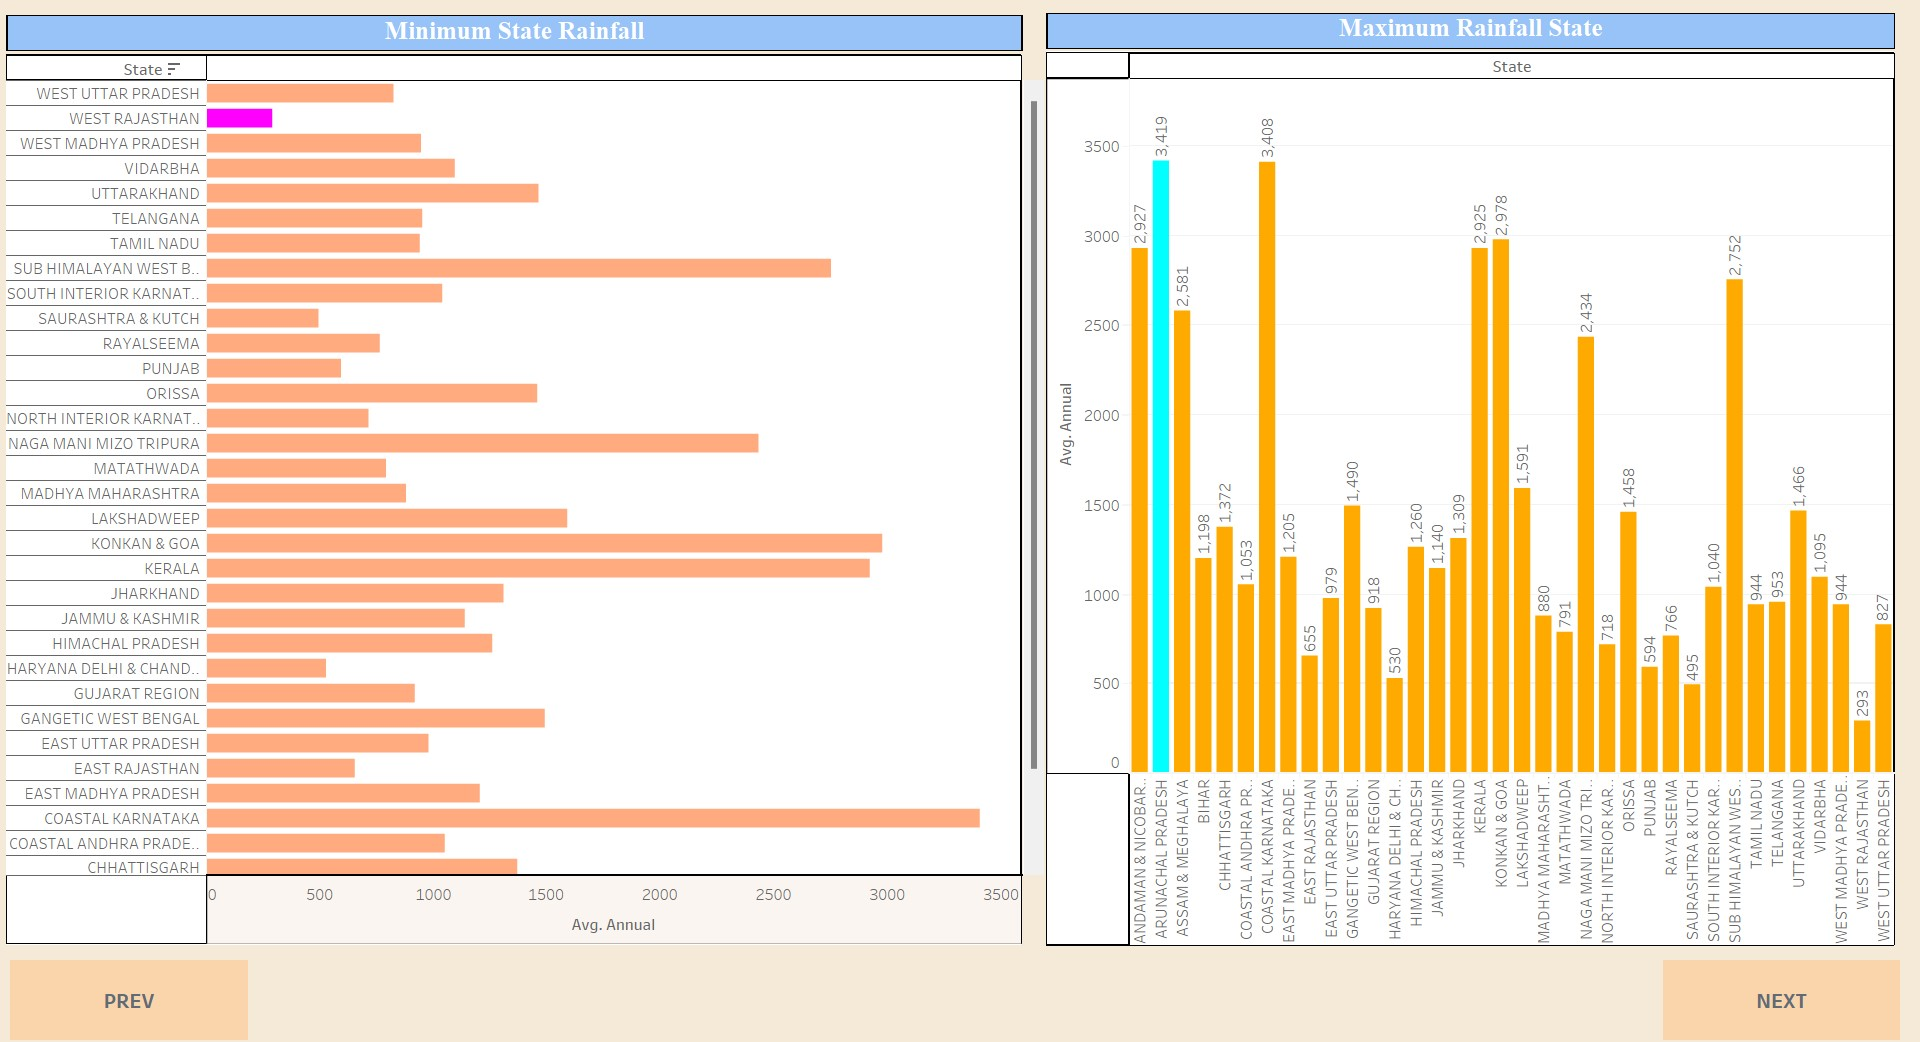 Minimum State Rainfall
State
WEST UTTAR PRADESH
WEST RAJASTHAN
WEST MADHYA PRADESH
VIDARBHA
UTTARAKHAND
TELANGANA
TAMIL NADU
SUB HIMALAYAN WEST B..
SOUTH INTERIOR KARNAT..
SAURASHTRA & KUTCH
RAYALSEEMA
PUNJAB
ORISSA
NORTH INTERIOR KARNAT..
NAGA MANI MIZO TRIPURA
MATATHWADA
MADHYA MAHARASHTRA
LAKSHADWEEP
KONKAN & GOA
KERALA
JHARKHAND
JAMMU & KASHMIR
HIMACHAL PRADESH
HARYANA DELHI & CHAND..
GUJARAT REGION
GANGETIC WEST BENGAL
EAST UTTAR PRADESH
EAST RAJASTHAN
EAST MADHYA PRADESH
COASTAL KARNATAKA
COASTAL ANDHRA PRADE..
CHHATTISGARH
0 500 1000 1500 2000 2500 3000 3500
Avg. Annual
Maximum Rainfall State
State
Avg. Annual
3500
3000
2500
2000
1500
1000
500
0
2,927
3,419
2,581
1,198
1,372
1,053
3,408
1,205
655
979
1,490
918
530
1,260
1,140
1,309
2,925
2,978
1,591
880
791
2,434
718
1,458
594
766
495
1,040
2,752
944
953
1,466
1,095
944
293
827
ANDAMAN & NICOBAR..
ARUNACHAL PRADESH
ASSAM & MEGHALAYA
BIHAR
CHHATTISGARH
COASTAL ANDHRA PR..
COASTAL KARNATAKA
EAST MADHYA PRADE..
EAST RAJASTHAN
EAST UTTAR PRADESH
GANGETIC WEST BEN..
GUJARAT REGION
HARYANA DELHI & CH..
HIMACHAL PRADESH
JAMMU & KASHMIR
JHARKHAND
KERALA
KONKAN & GOA
LAKSHADWEEP
MADHYA MAHARASHT..
MATATHWADA
NAGA MANI MIZO TRI..
NORTH INTERIOR KAR..
ORISSA
PUNJAB
RAYALSEEMA
SAURASHTRA & KUTCH
SOUTH INTERIOR KAR..
SUB HIMALAYAN WES..
TAMIL NADU
TELANGANA
UTTARAKHAND
VIDARBHA
WEST MADHYA PRADE..
WEST RAJASTHAN
WEST UTTAR PRADESH
PREV
NEXT